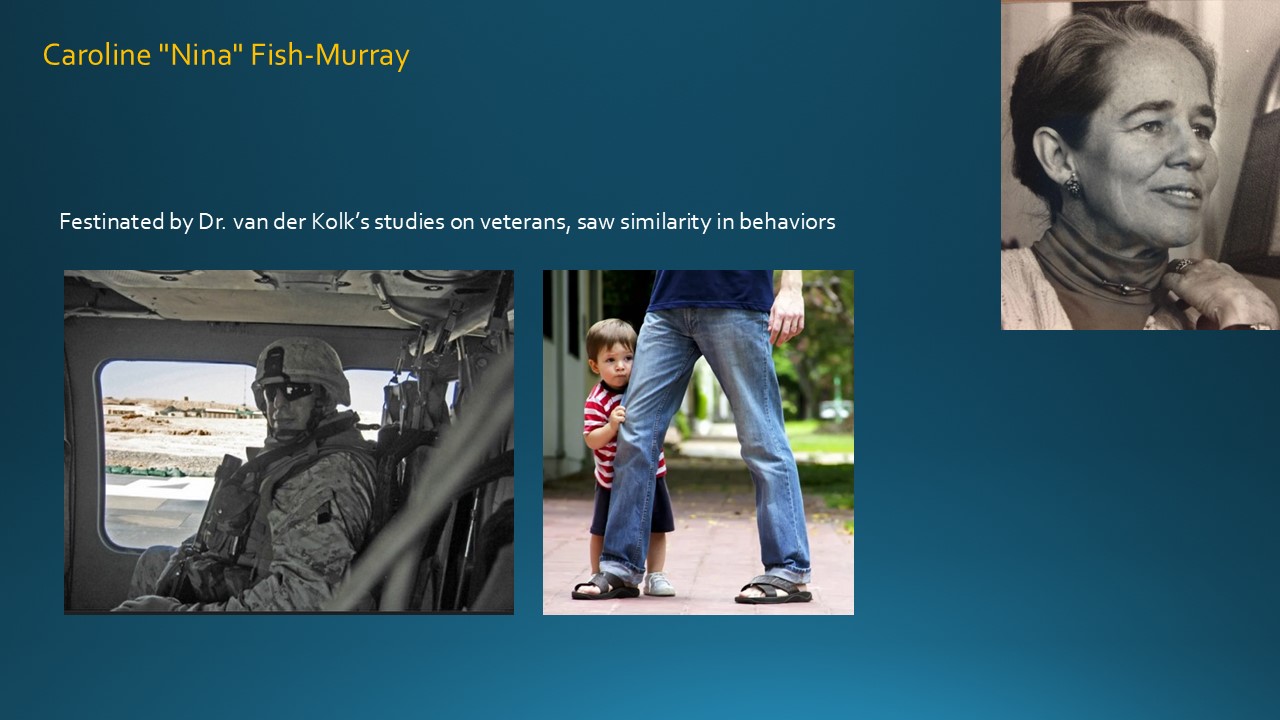 Caroline "Nina" Fish-Murray
Festinated by Dr. van der Kolk’s studies on veterans, saw similarity in behaviors